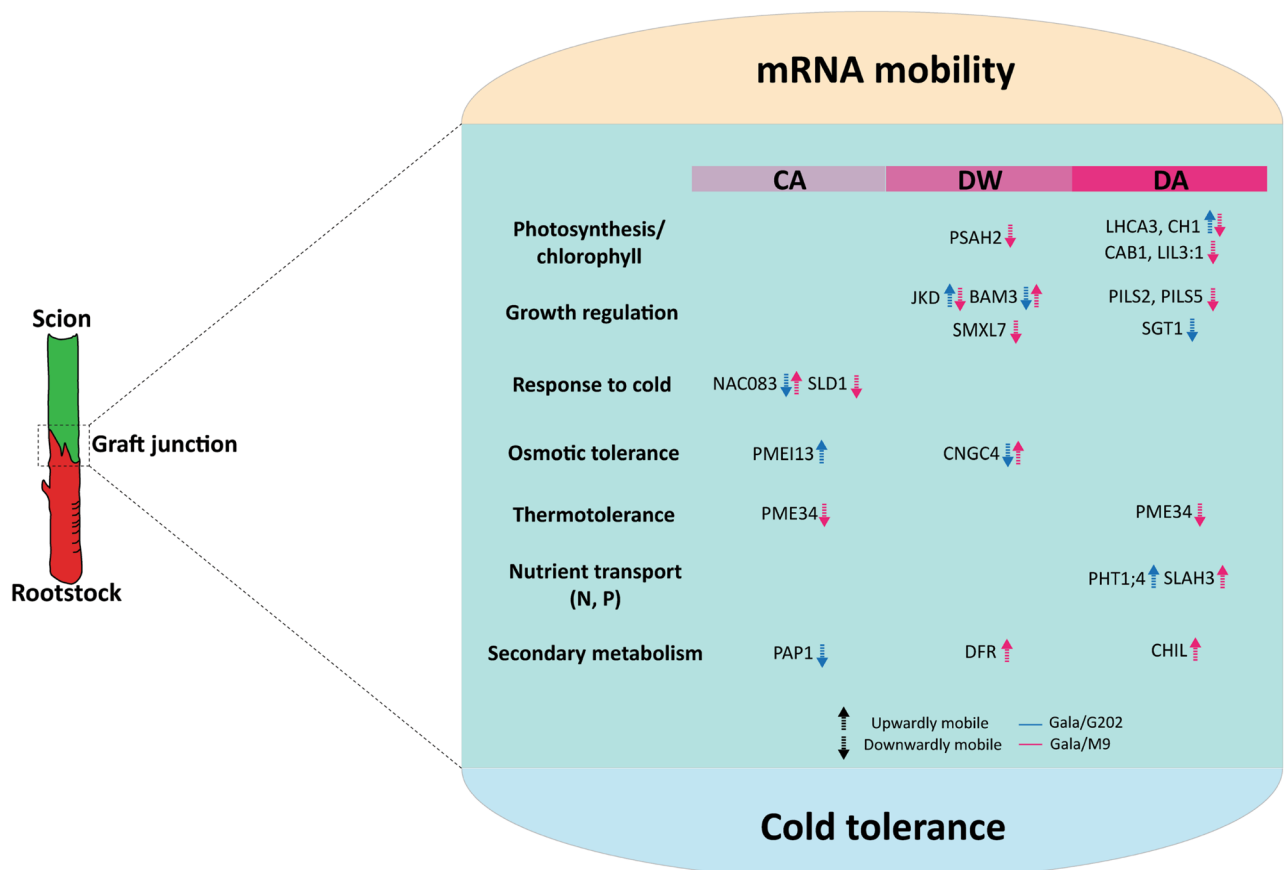 mRNA mobility
CA DW DA
Photosynthesis/
chlorophyll
PSAH2
LHCA3, CH1
CAB1, LIL3:1
Growth regulation
JKD BAM3
SMXL7
PILS2, PILS5
SGT1
Response to cold
NAC083 SLD1
Osmotic tolerance
PMEI13
CNGC4
Thermotolerance
PME34
PME34
Nutrient transport
(N, P)
PHT1;4 SLAH3
Secondary metabolism
PAP1
DFR
CHIL
Upwardly mobile
Gala/G202
Downwardly mobile
Gala/M9
Cold tolerance
Scion
Graft junction
Rootstock